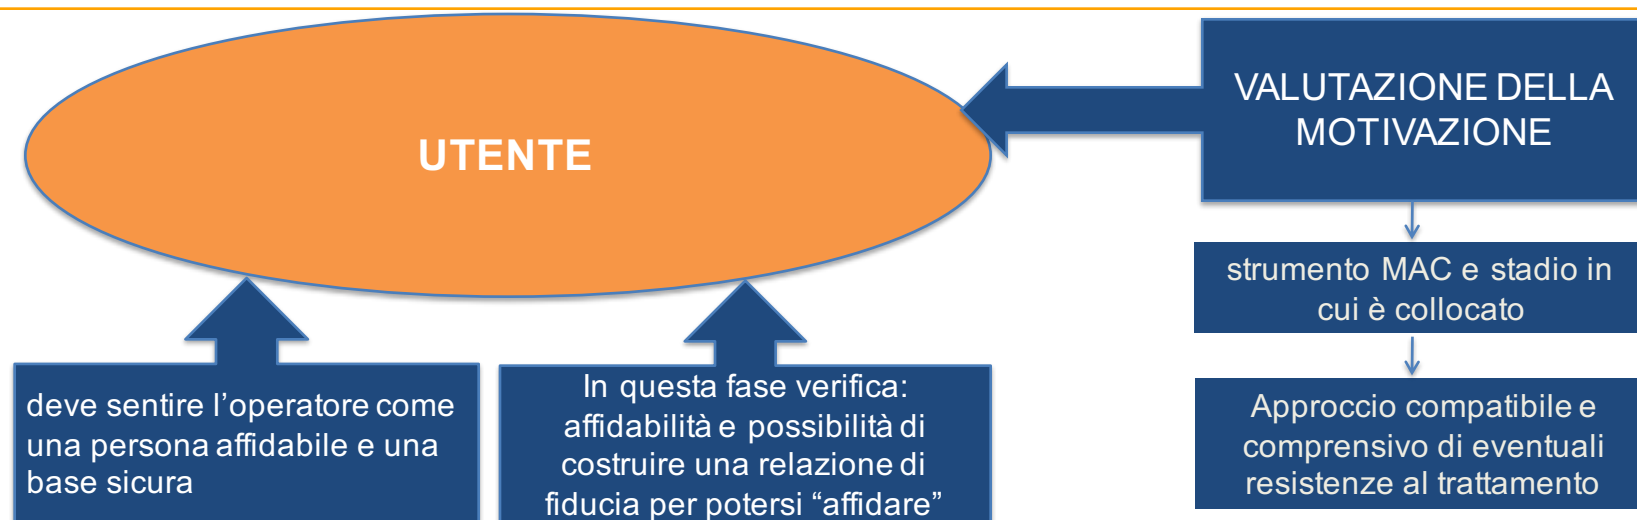 UTENTE
VALUTAZIONE DELLA
MOTIVAZIONE
strumento MAC e stadio in
cui è collocato
Approccio compatibile e
comprensivo di eventuali
resistenze al trattamento
deve sentire l’operatore come
una persona affidabile e una
base sicura
In questa fase verifica:
affidabilità e possibilità di
costruire una relazione di
fiducia per potersi “affidare”